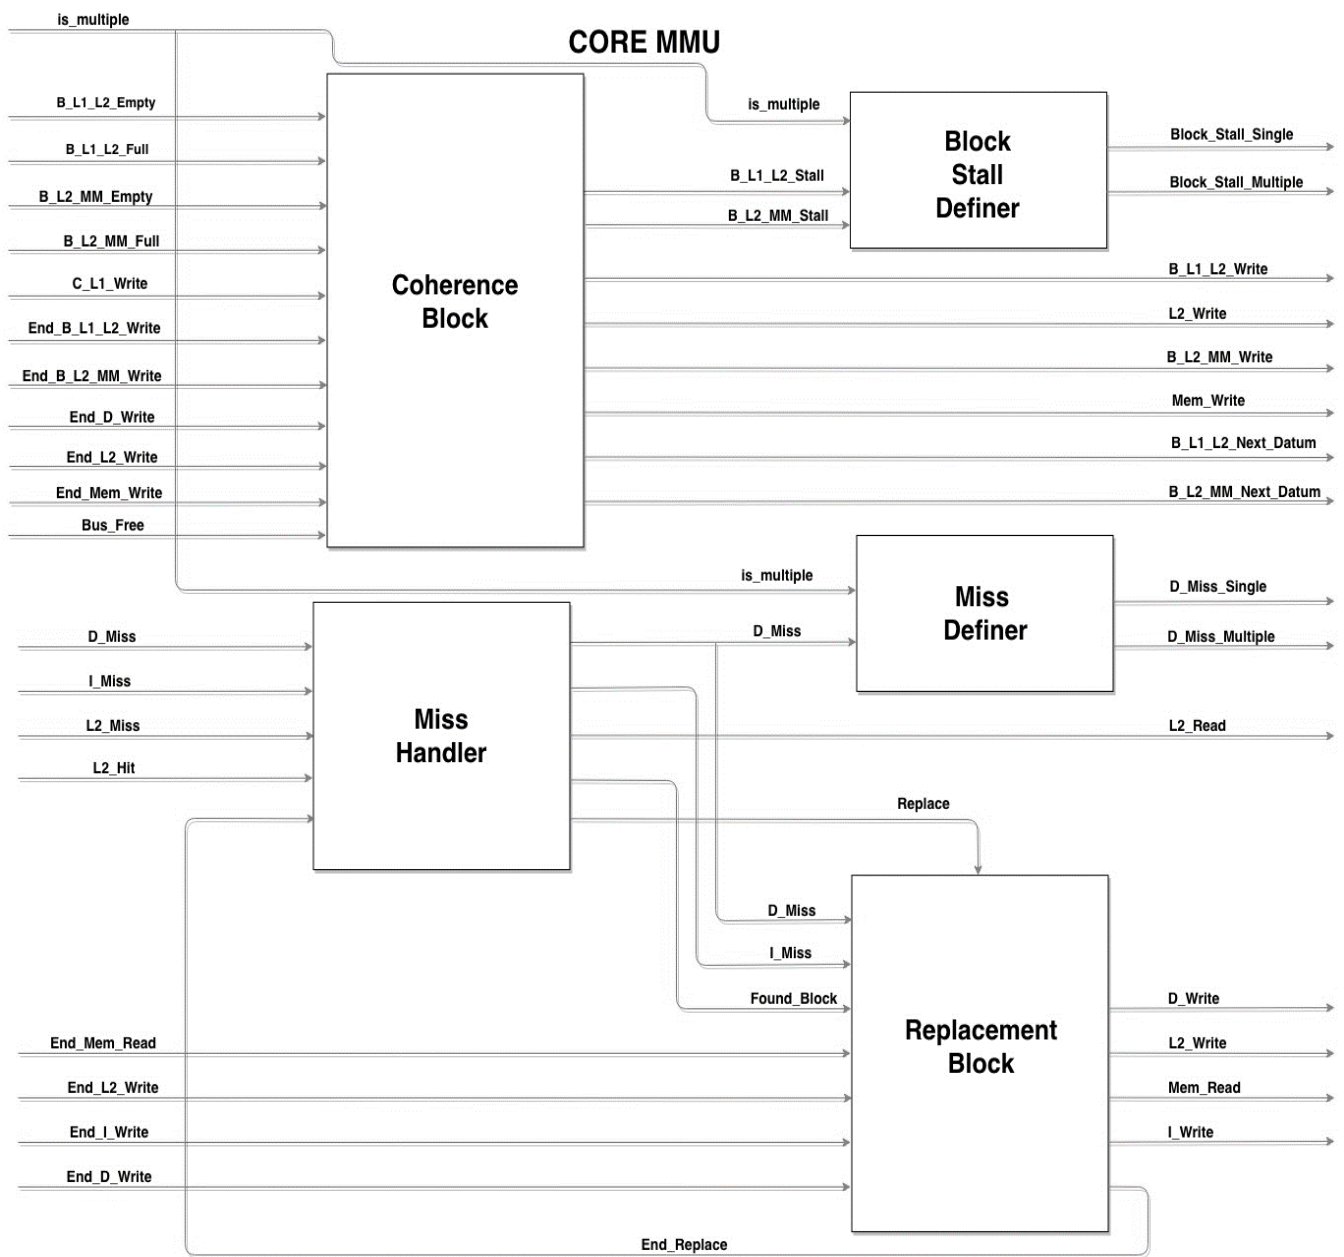 is_multiple
CORE MMU
B_L1_L2_Empty
is_multiple
Block
Stall
Definer
Block_Stall_Single
B_L1_L2_Full
B_L1_L2_Stall
Block_Stall_Multiple
B_L2_MM_Empty
B_L2_MM_Stall
B_L2_MM_Full
C_L1_Write
Coherence
Block
B_L1_L2_Write
End_B_L1_L2_Write
L2_Write
End_B_L2_MM_Write
B_L2_MM_Write
End_D_Write
Mem_Write
End_L2_Write
B_L1_L2_Next_Datum
End_Mem_Write
B_L2_MM_Next_Datum
Bus_Free
is_multiple
Miss
Definer
D_Miss_Single
D_Miss
D_Miss
D_Miss_Multiple
I_Miss
Miss
Handler
L2_Miss
L2_Read
L2_Hit
Replace
D_Miss
I_Miss
Found_Block
Replacement
Block
D_Write
End_Mem_Read
L2_Write
End_L2_Write
Mem_Read
End_I_Write
I_Write
End_D_Write
End_Replace